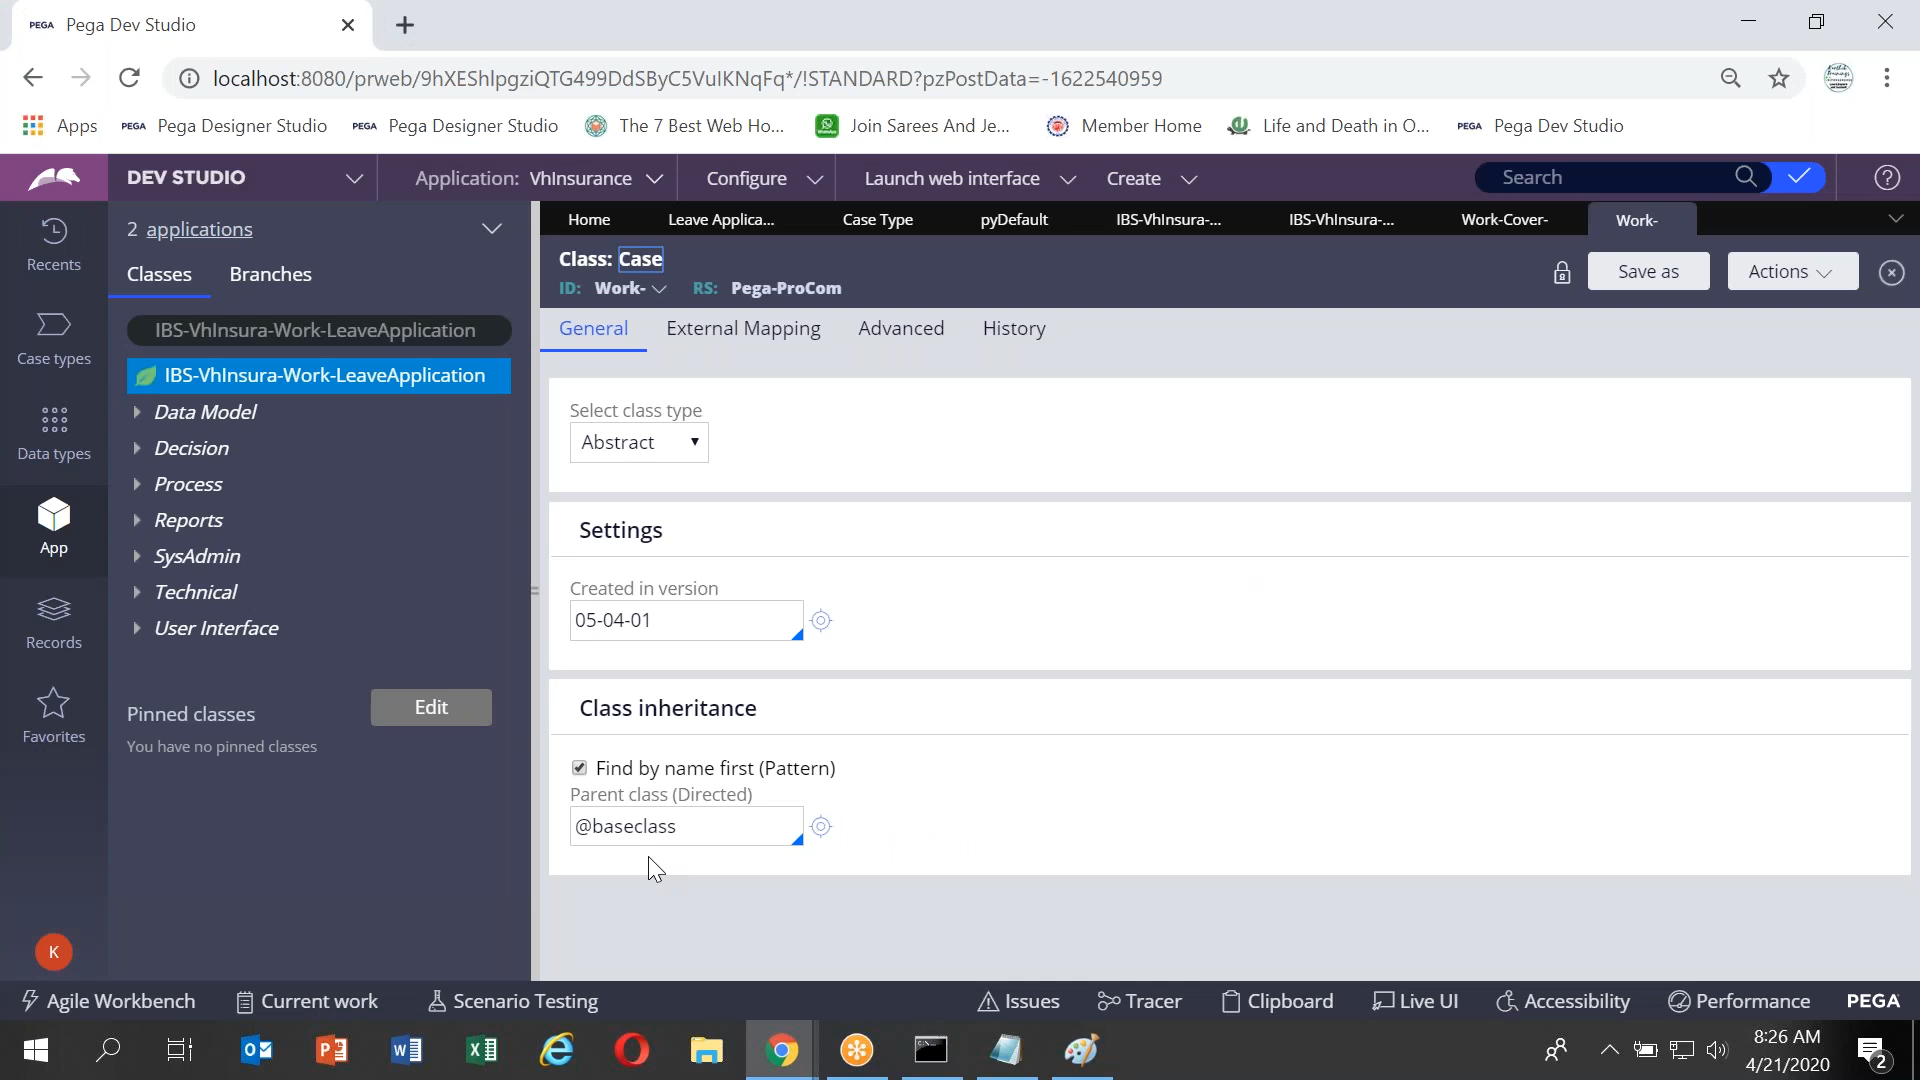 PEGA Pega Dev Studio
localhost:8080/prweb/9hXEShlpgziQTG499DdSByC5VulKNqFq*/!STANDARD?pzPostData=-1622540959
Apps PEGA Pega Designer Studio PEGA Pega Designer Studio The 7 Best Web Ho... Join Sarees And Je... Member Home Life and Death in O... PEGA Pega Dev Studio
DEV STUDIO Application: VhInsurance Configure Launch web interface Create Search
Home Leave Applica... Case Type pyDefault IBS-VhInsura-... IBS-VhInsura-... Work-Cover- Work-
Recents
Case types
Data types
App
Records
Favorites
K
2 applications
Classes Branches
IBS-VhInsura-Work-LeaveApplication
IBS-VhInsura-Work-LeaveApplication
Data Model
Decision
Process
Reports
SysAdmin
Technical
User Interface
Pinned classes Edit
You have no pinned classes
Class: Case
ID: Work- RS: Pega-ProCom
Save as Actions
General External Mapping Advanced History
Select class type
Abstract
Settings
Created in version
05-04-01
Class inheritance
Find by name first (Pattern)
Parent class (Directed)
@baseclass
Agile Workbench Current work Scenario Testing Issues Tracer Clipboard Live UI Accessibility Performance PEGA
8:26 AM
4/21/2020
2